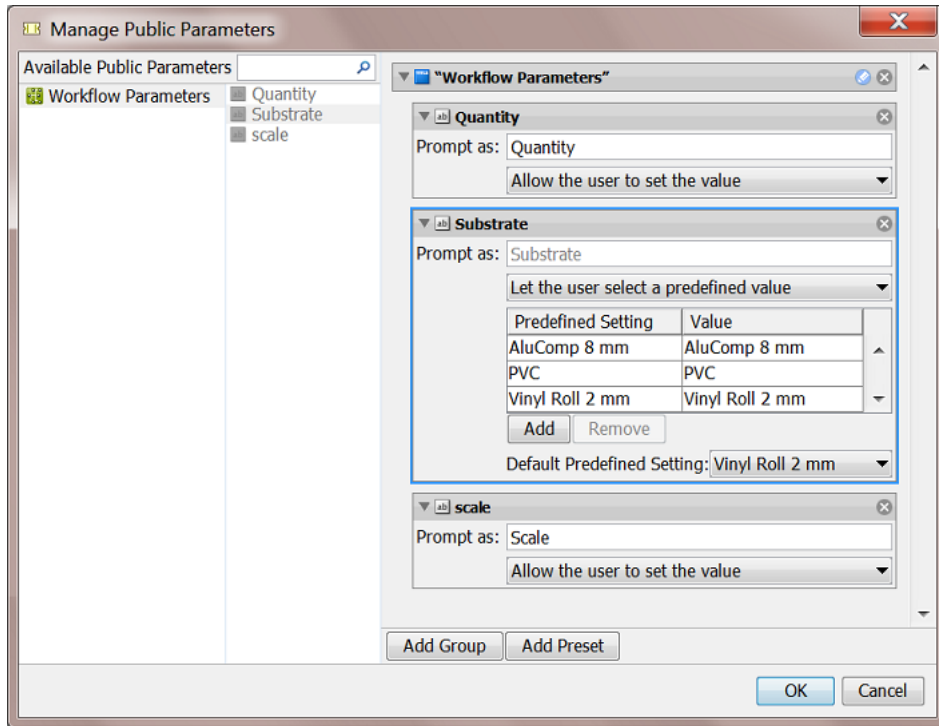 Manage Public Parameters
Available Public Parameters
Workflow Parameters
Quantity
Substrate
scale
"Workflow Parameters"
Quantity
Prompt as: Quantity
Allow the user to set the value
Substrate
Prompt as: Substrate
Let the user select a predefined value
Predefined Setting Value
AluComp 8 mm AluComp 8 mm
PVC PVC
Vinyl Roll 2 mm Vinyl Roll 2 mm
Add Remove
Default Predefined Setting: Vinyl Roll 2 mm
scale
Prompt as: Scale
Allow the user to set the value
Add Group Add Preset
OK Cancel